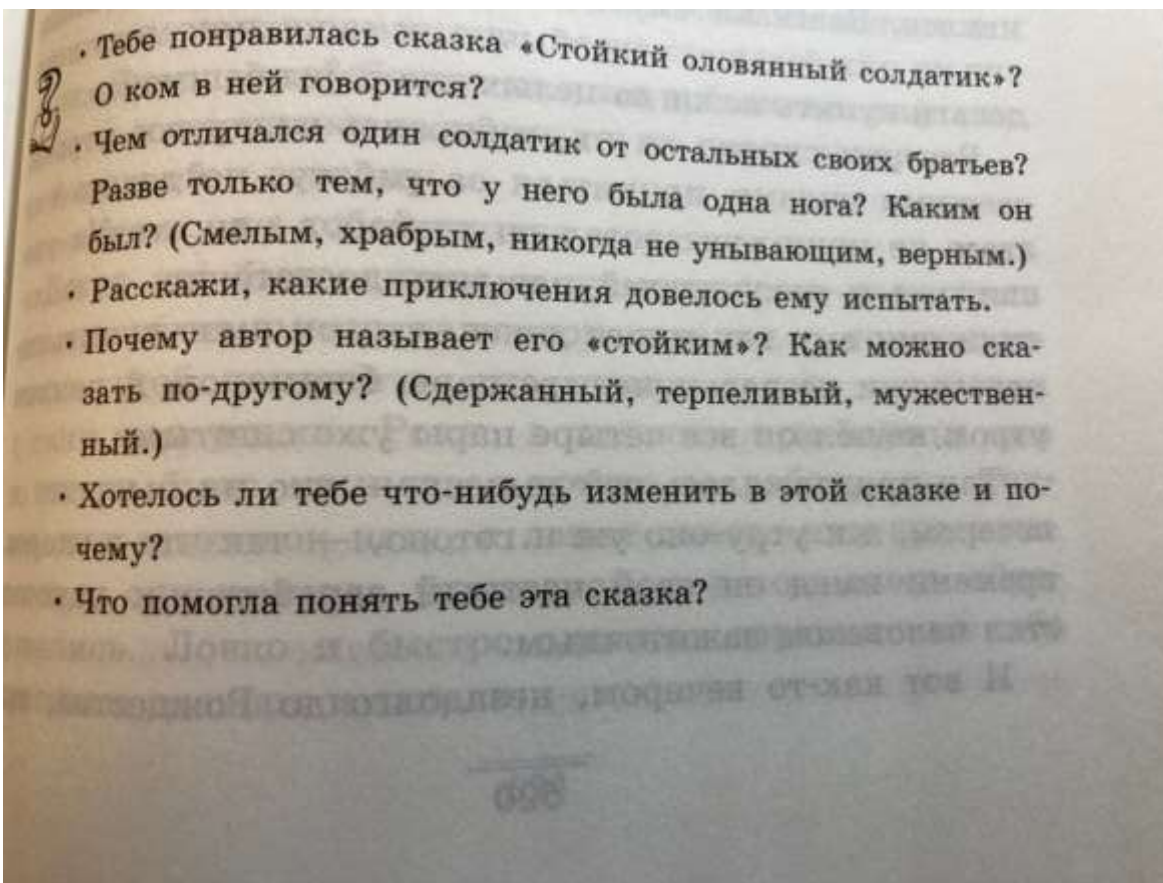 · Тебе понравилась сказка «Стойкий оловянный солдатик»?
О ком в ней говорится?
· Чем отличался один солдатик от остальных своих братьев?
Разве только тем, что у него была одна нога? Каким он
был? (Смелым, храбрым, никогда не унывающим, верным.)
· Расскажи, какие приключения довелось ему испытать.
· Почему автор называет его «стойким»? Как можно ска-
зать по-другому? (Сдержанный, терпеливый, мужествен-
ный.)
· Хотелось ли тебе что-нибудь изменить в этой сказке и по-
чему?
· Что помогла понять тебе эта сказка?